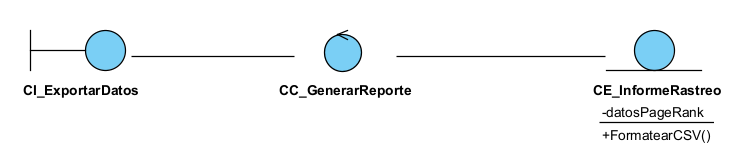 CI_ExportarDatos
CC_GenerarReporte
CE_InformeRastreo
-datosPageRank
+FormatearCSV()